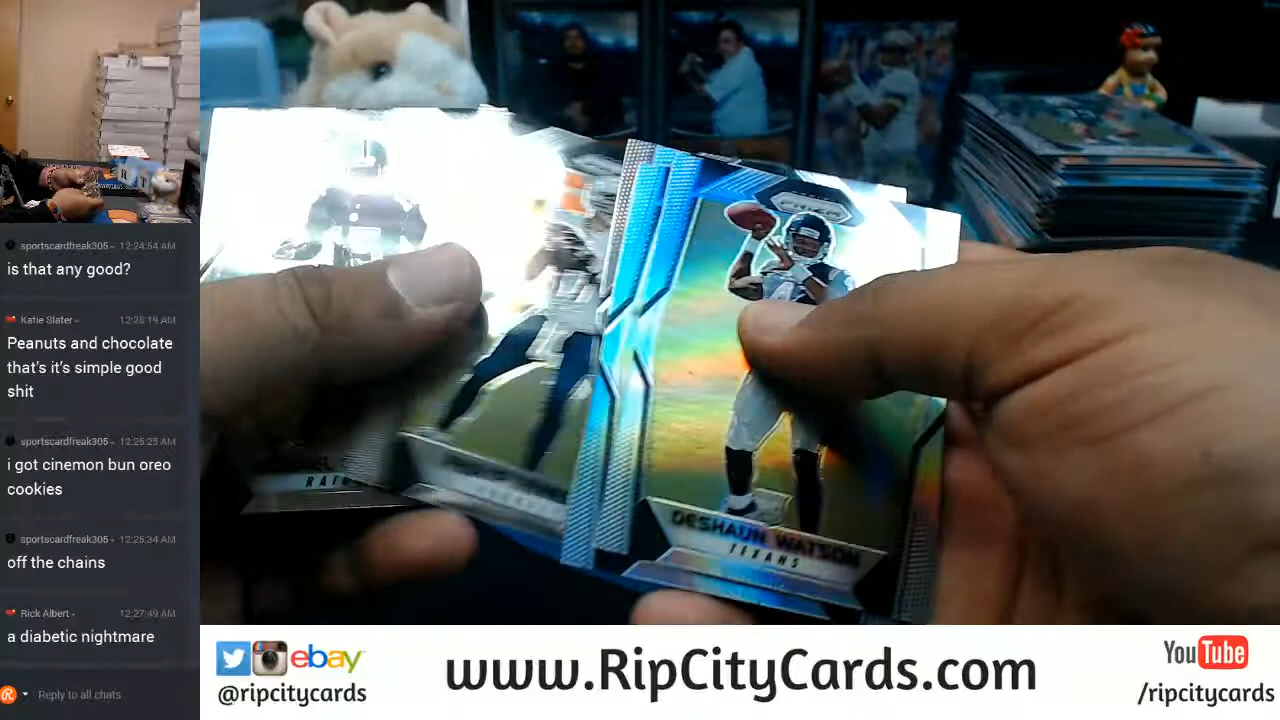 sportscardfreak305 - 12:24:54 AM
is that any good?
Katie Slater - 12:25:19 AM
Peanuts and chocolate
that's it's simple good
shit
sportscardfreak305 - 12:25:25 AM
i got cinemon bun oreo
cookies
sportscardfreak305 - 12:25:34 AM
off the chains
Rick Albert - 12:27:49 AM
a diabetic nightmare
Reply to all chats
PRIZM
DESHAUN WATSON
TEXANS
ebay
@ripcitycards
www.RipCityCards.com
YouTube
/ripcitycards